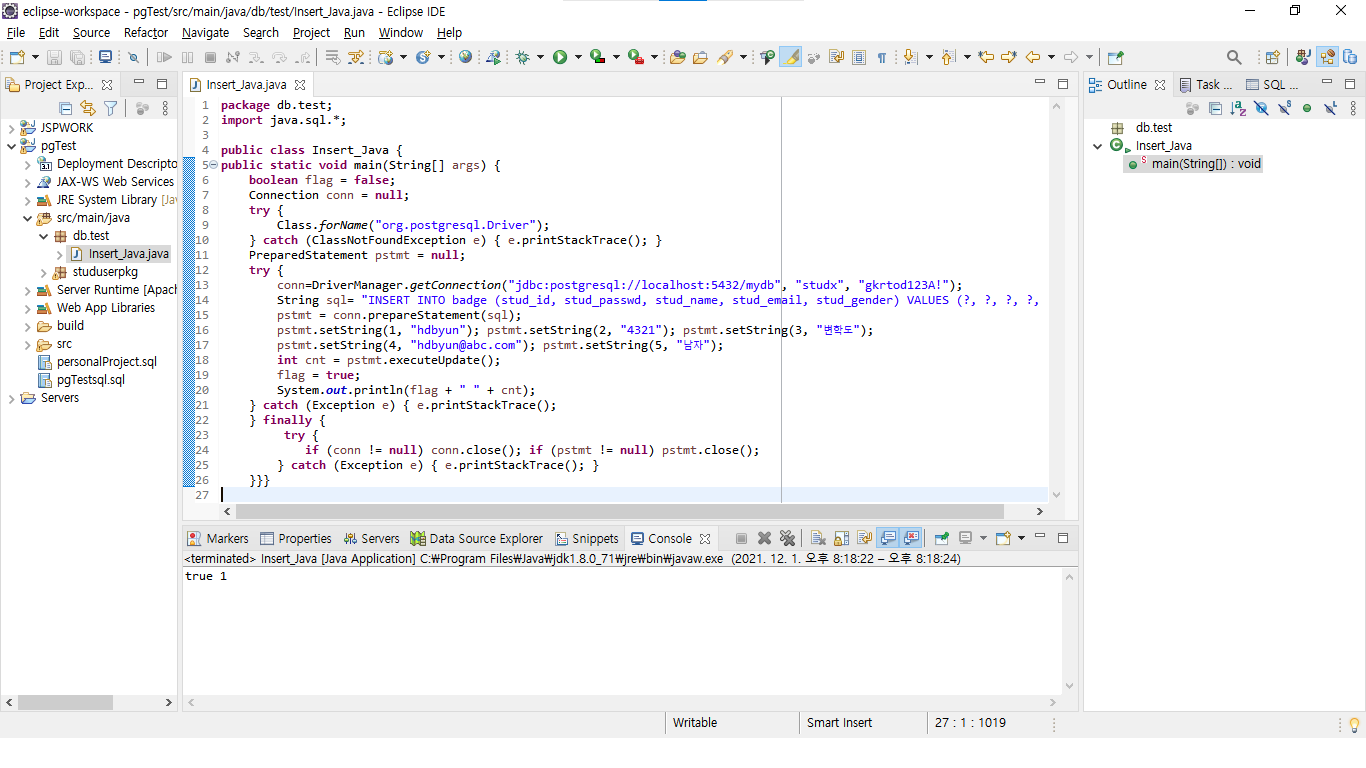 eclipse-workspace - pgTest/src/main/java/db/test/Insert_Java.java - Eclipse IDE
File Edit Source Refactor Navigate Search Project Run Window Help
Project Exp...
JSPWORK
pgTest
Deployment Descripto
JAX-WS Web Services
JRE System Library [Jav
src/main/java
db.test
Insert_Java.java
studuserpkg
Server Runtime [Apach
Web App Libraries
build
src
personalProject.sql
pgTestsql.sql
Servers
Insert_Java.java
1 package db.test;
2 import java.sql.*;
3
4 public class Insert_Java {
5 public static void main(String[] args) {
6 boolean flag = false;
7 Connection conn = null;
8 try {
9 Class.forName("org.postgresql.Driver");
10 } catch (ClassNotFoundException e) { e.printStackTrace(); }
11 PreparedStatement pstmt = null;
12 try {
13 conn=DriverManager.getConnection("jdbc:postgresql://localhost:5432/mydb", "studx", "gkrtod123A!");
14 String sql= "INSERT INTO badge (stud_id, stud_passwd, stud_name, stud_email, stud_gender) VALUES (?, ?, ?, ?,
15 pstmt = conn.prepareStatement(sql);
16 pstmt.setString(1, "hdbyun"); pstmt.setString(2, "4321"); pstmt.setString(3, "변학도");
17 pstmt.setString(4, "hdbyun@abc.com"); pstmt.setString(5, "남자");
18 int cnt = pstmt.executeUpdate();
19 flag = true;
20 System.out.println(flag + " " + cnt);
21 } catch (Exception e) { e.printStackTrace();
22 } finally {
23 try {
24 if (conn != null) conn.close(); if (pstmt != null) pstmt.close();
25 } catch (Exception e) { e.printStackTrace(); }
26 }}}
27
Outline Task ... SQL ...
db.test
Insert_Java
main(String[]) : void
Markers Properties Servers Data Source Explorer Snippets Console
<terminated> Insert_Java [Java Application] C:₩Program Files₩Java₩jdk1.8.0_71₩jre₩bin₩javaw.exe (2021. 12. 1. 오후 8:18:22 – 오후 8:18:24)
true 1
Writable Smart Insert 27 : 1 : 1019